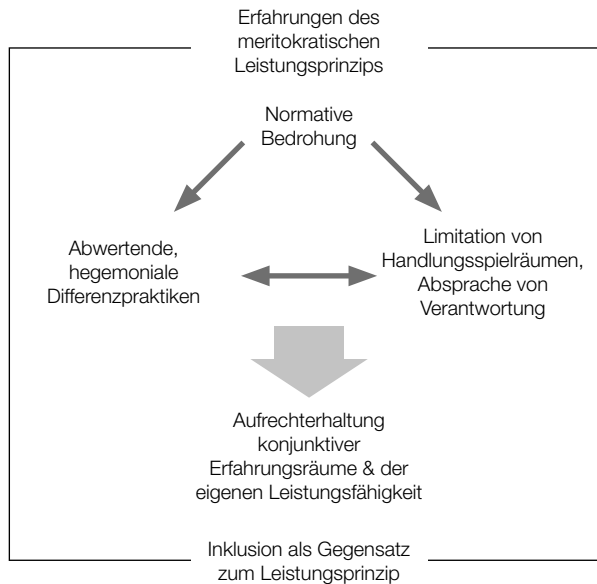 Erfahrungen des
meritokratischen
Leistungsprinzips
Normative
Bedrohung
Abwertende,
hegemoniale
Differenzpraktiken
Limitation von
Handlungsspielräumen,
Absprache von
Verantwortung
Aufrechterhaltung
konjunktiver
Erfahrungsräume & der
eigenen Leistungsfähigkeit
Inklusion als Gegensatz
zum Leistungsprinzip